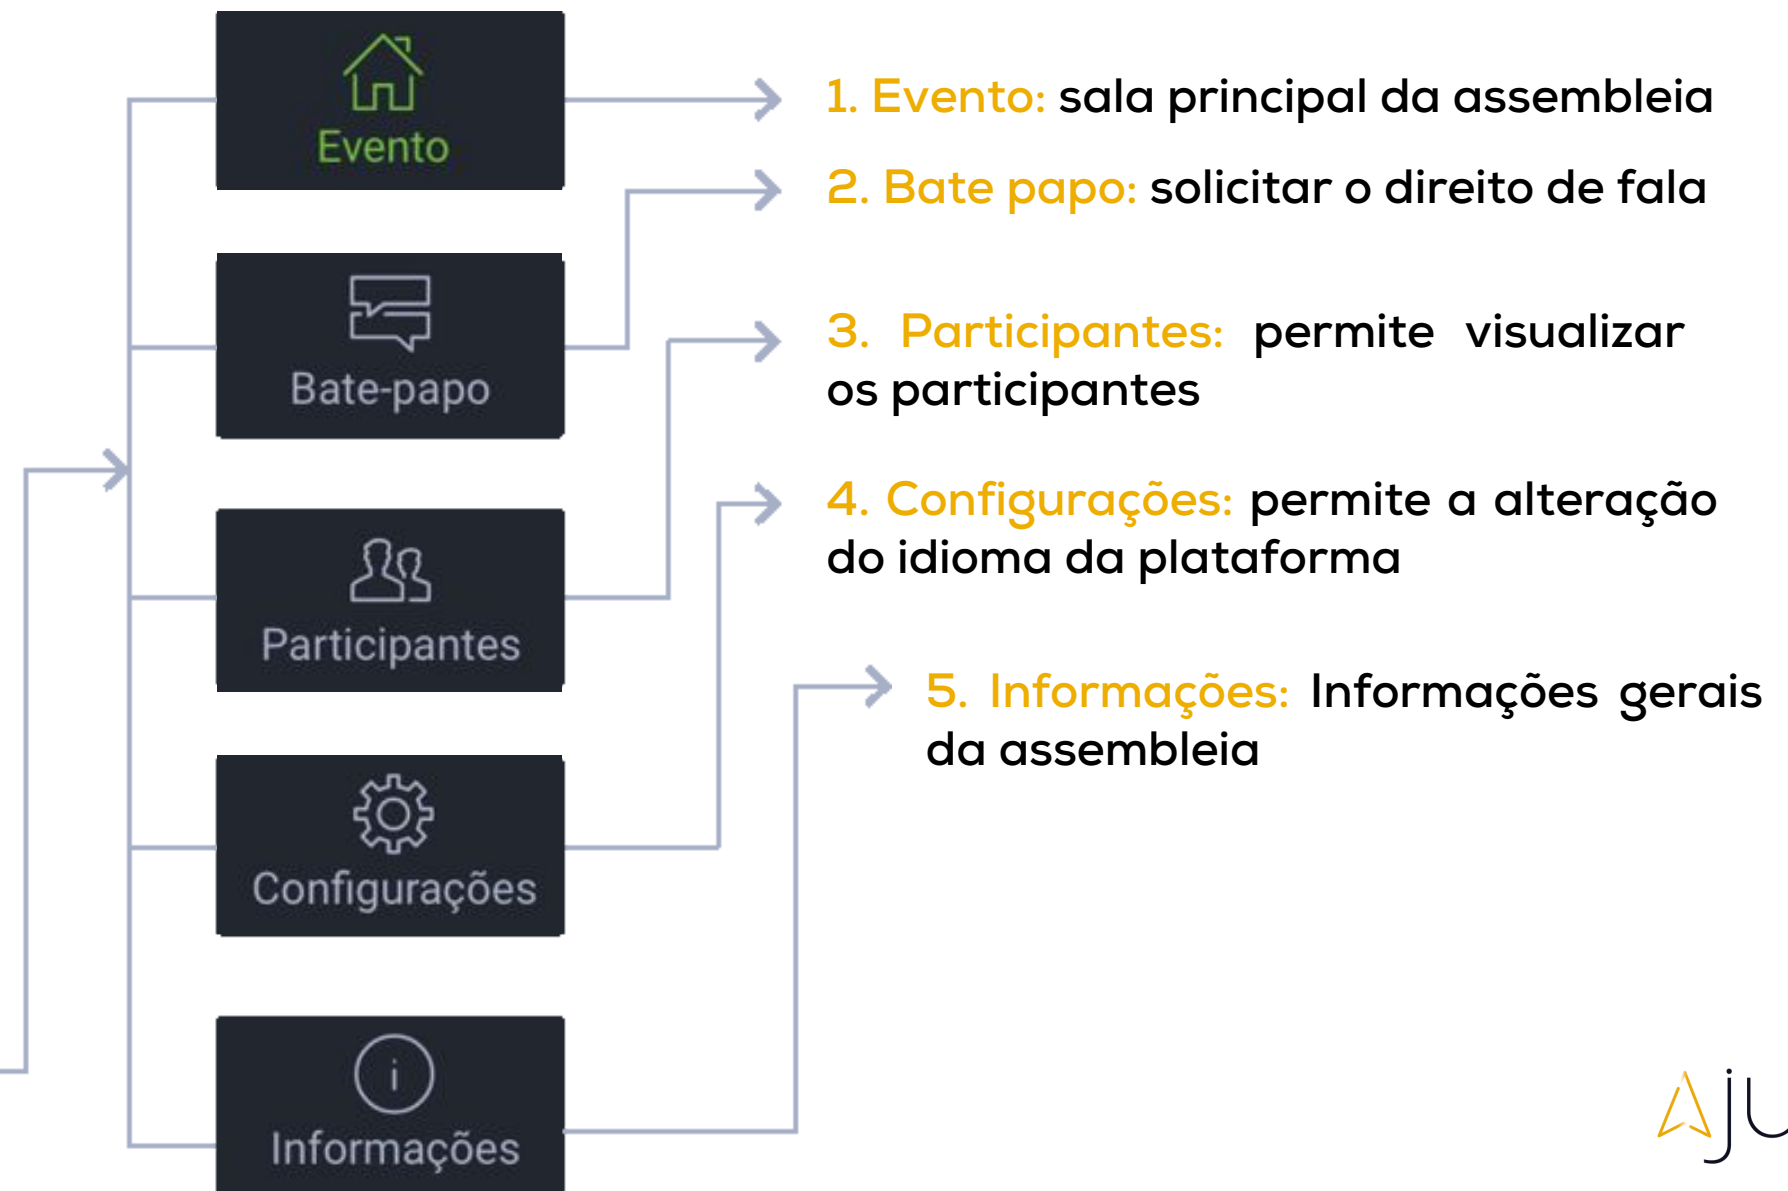 Evento
1. Evento: sala principal da assembleia
2. Bate papo: solicitar o direito de fala
Bate-papo
3. Participantes: permite visualizar
os participantes
Participantes
4. Configurações: permite a alteração
do idioma da plataforma
5. Informações: Informações gerais
da assembleia
Configurações
Informações